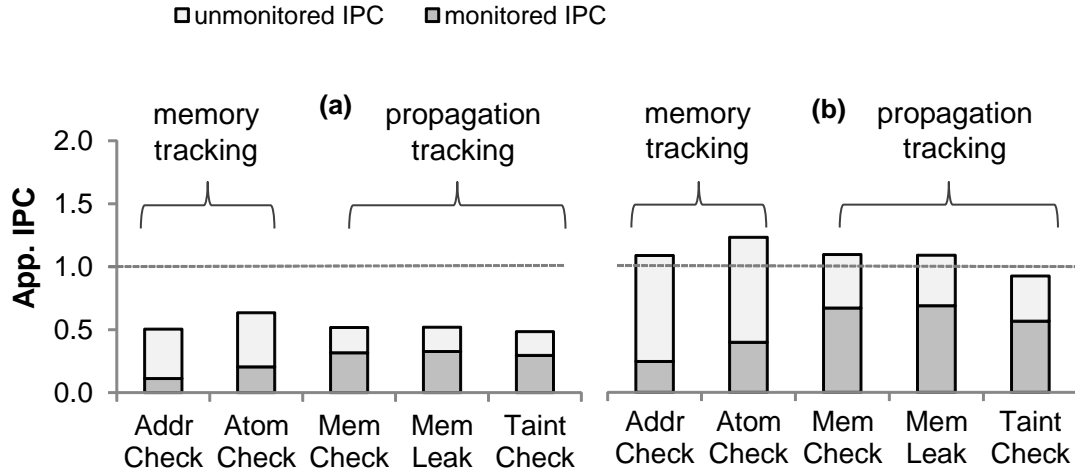 unmonitored IPC monitored IPC
(a)
memory tracking
propagation tracking
(b)
memory tracking
propagation tracking
App. IPC
2.0
1.5
1.0
0.5
0.0
Addr Check
Atom Check
Mem Check
Mem Leak
Taint Check
Addr Check
Atom Check
Mem Check
Mem Leak
Taint Check